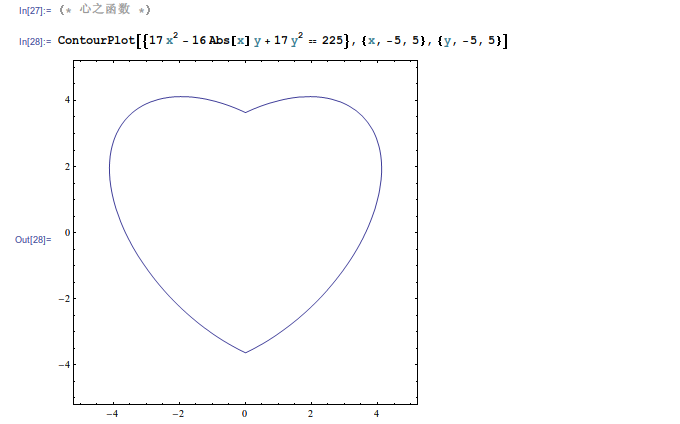 In[27]:= (* 心之函数 *)
In[28]:= ContourPlot[{17 x² - 16 Abs[x] y + 17 y² == 225}, {x, -5, 5}, {y, -5, 5}]
Out[28]=
4
2
0
-2
-4
-4 -2 0 2 4